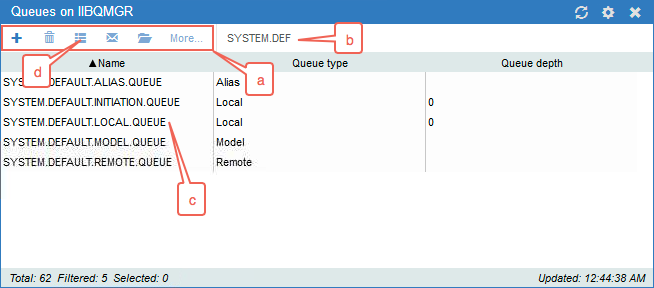 Queues on IIBQMGR
More... SYSTEM.DEF b
d
a
▲Name Queue type Queue depth
SYSTEM.DEFAULT.ALIAS.QUEUE Alias
SYSTEM.DEFAULT.INITIATION.QUEUE Local 0
SYSTEM.DEFAULT.LOCAL.QUEUE Local 0
SYSTEM.DEFAULT.MODEL.QUEUE Model
SYSTEM.DEFAULT.REMOTE.QUEUE Remote
c
Total: 62 Filtered: 5 Selected: 0 Updated: 12:44:38 AM